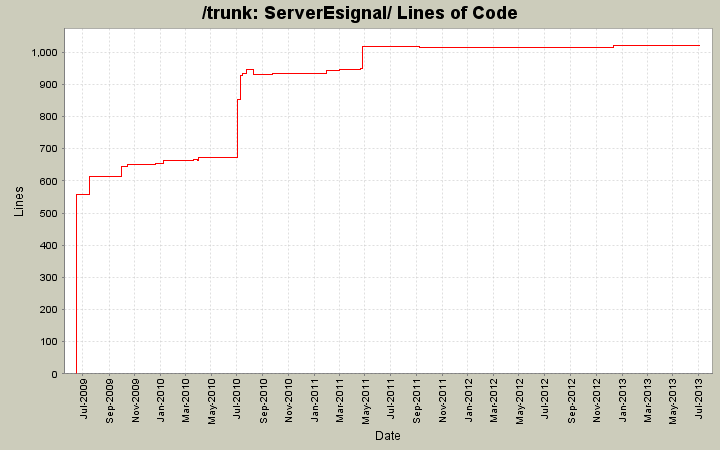 /trunk: ServerEsignal/ Lines of Code
Lines
1,000
900
800
700
600
500
400
300
200
100
0
Jul-2009
Sep-2009
Nov-2009
Jan-2010
Mar-2010
May-2010
Jul-2010
Sep-2010
Nov-2010
Jan-2011
Mar-2011
May-2011
Jul-2011
Sep-2011
Nov-2011
Jan-2012
Mar-2012
May-2012
Jul-2012
Sep-2012
Nov-2012
Jan-2013
Mar-2013
May-2013
Jul-2013
Date